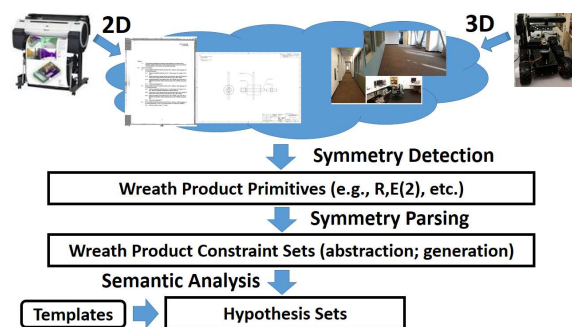 2D
3D
Symmetry Detection
Wreath Product Primitives (e.g., R,E(2), etc.)
Symmetry Parsing
Wreath Product Constraint Sets (abstraction; generation)
Semantic Analysis
Templates
Hypothesis Sets